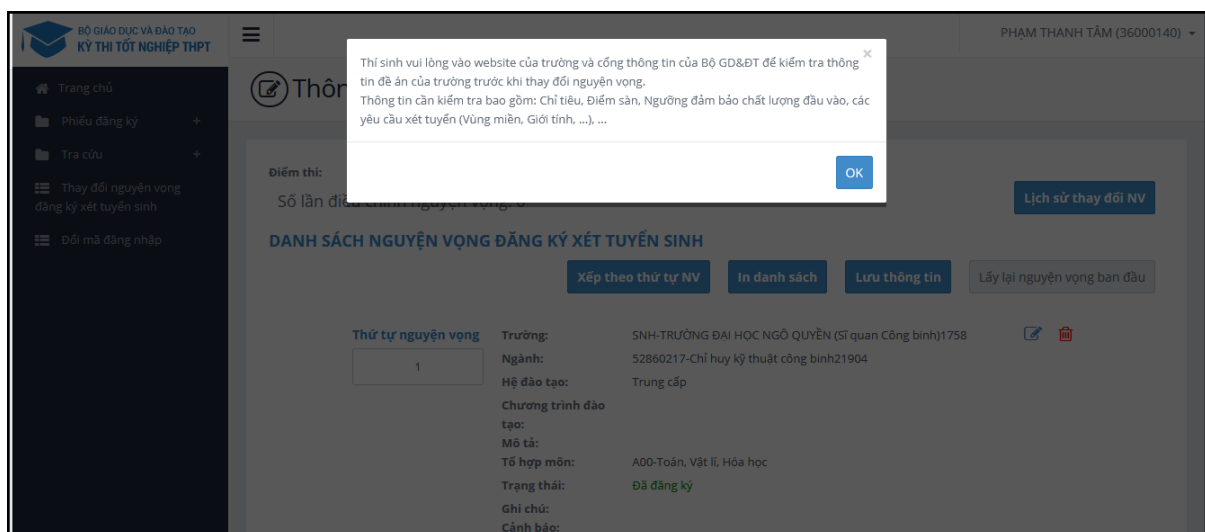 BỘ GIÁO DỤC VÀ ĐÀO TẠO
KỲ THI TỐT NGHIỆP THPT
PHẠM THANH TÂM (36000140)
Trang chủ
Phiếu đăng ký +
Tra cứu +
Thay đổi nguyện vọng
đăng ký xét tuyển sinh
Đổi mã đăng nhập
Thí sinh vui lòng vào website của trường và cổng thông tin của Bộ GD&ĐT để kiểm tra thông
tin đề án của trường trước khi thay đổi nguyện vọng.
Thông tin cần kiểm tra bao gồm: Chỉ tiêu, Điểm sàn, Ngưỡng đảm bảo chất lượng đầu vào, các
yêu cầu xét tuyển (Vùng miền, Giới tính, ...), ...
×
OK
Điểm thi:
Số lần điều chỉnh nguyện vọng:
Lịch sử thay đổi NV
DANH SÁCH NGUYỆN VỌNG ĐĂNG KÝ XÉT TUYỂN SINH
Xếp theo thứ tự NV
In danh sách
Lưu thông tin
Lấy lại nguyện vọng ban đầu
Thứ tự nguyện vọng
1
Trường: SNH-TRƯỜNG ĐẠI HỌC NGÔ QUYỀN (Sĩ quan Công binh)1758
Ngành: 52860217-Chỉ huy kỹ thuật công binh21904
Hệ đào tạo: Trung cấp
Chương trình đào
tạo:
Mô tả:
Tổ hợp môn: A00-Toán, Vật lí, Hóa học
Trạng thái: Đã đăng ký
Ghi chú:
Cảnh báo: